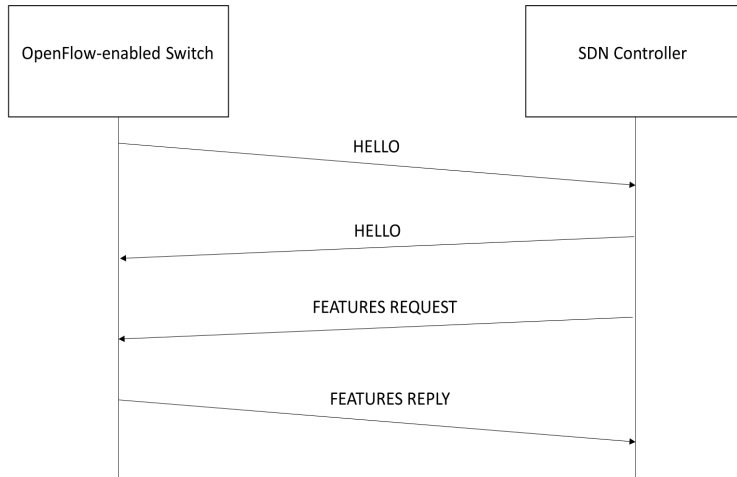 OpenFlow-enabled Switch
SDN Controller
HELLO
HELLO
FEATURES REQUEST
FEATURES REPLY